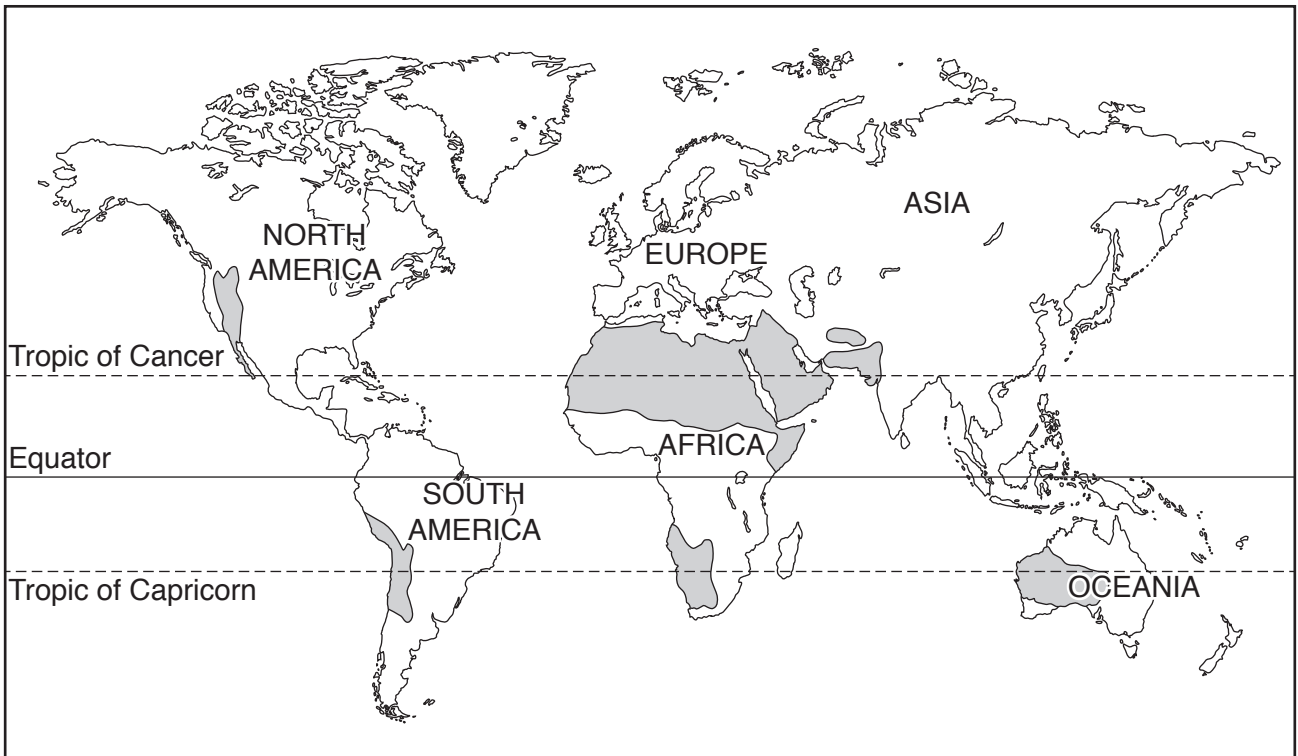 ASIA
NORTH
AMERICA
EUROPE
Tropic of Cancer
AFRICA
Equator
SOUTH
AMERICA
Tropic of Capricorn
OCEANIA